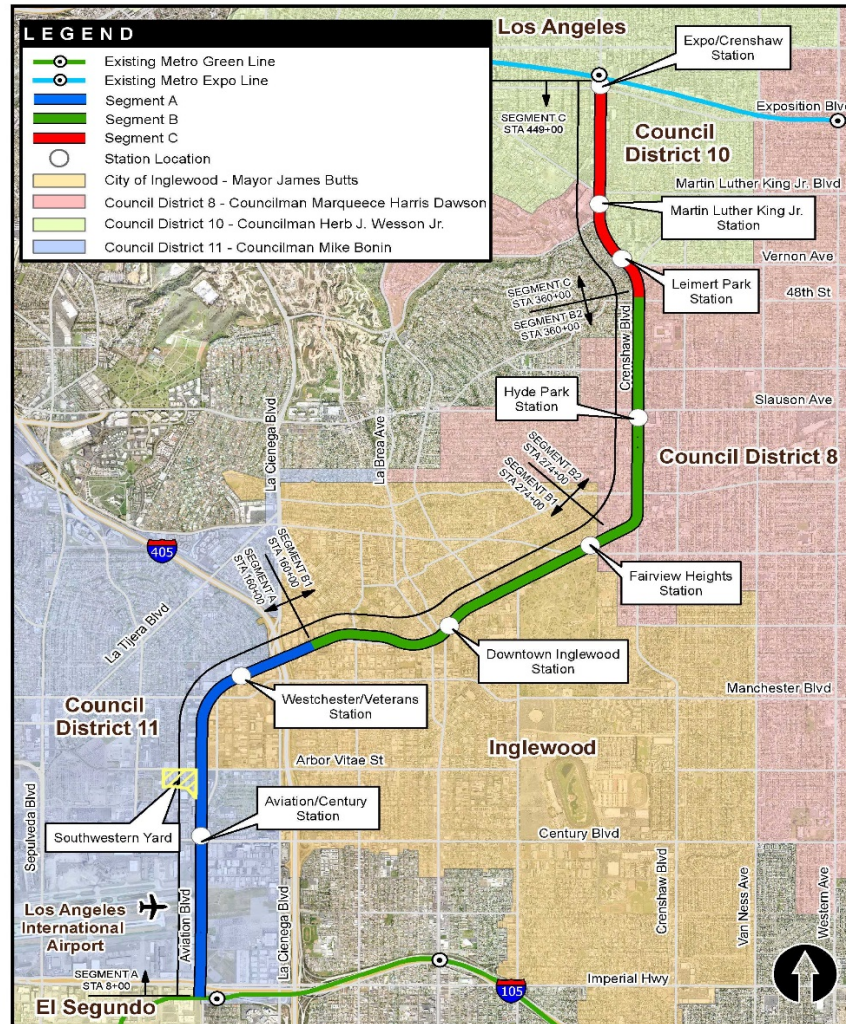 LEGEND
Existing Metro Green Line
Existing Metro Expo Line
Segment A
Segment B
Segment C
Station Location
City of Inglewood - Mayor James Butts
Council District 8 - Councilman Marqueece Harris Dawson
Council District 10 - Councilman Herb J. Wesson Jr.
Council District 11 - Councilman Mike Bonin
Los Angeles
Expo/Crenshaw
Station
Exposition Blvd
SEGMENT C
STA 449+00
Council
District 10
Martin Luther King Jr. Blvd
Martin Luther King Jr.
Station
Vernon Ave
Leimert Park
Station
48th St
SEGMENT C
STA 360+00
SEGMENT B2
STA 360+00
Crenshaw Blvd
Hyde Park
Station
Slauson Ave
La Cienega Blvd
La Brea Ave
Council District 8
SEGMENT B2
STA 274+00
SEGMENT B1
STA 274+00
405
SEGMENT B1
STA 160+00
SEGMENT A
STA 160+00
Fairview Heights
Station
La Tijera Blvd
Downtown Inglewood
Station
Council
District 11
Westchester/Veterans
Station
Manchester Blvd
Inglewood
Arbor Vitae St
Southwestern Yard
Aviation/Century
Station
Century Blvd
Sepulveda Blvd
Aviation Blvd
La Cienega Blvd
Crenshaw Blvd
Van Ness Ave
Western Ave
Los Angeles
International
Airport
SEGMENT A
STA 8+00
El Segundo
105
Imperial Hwy